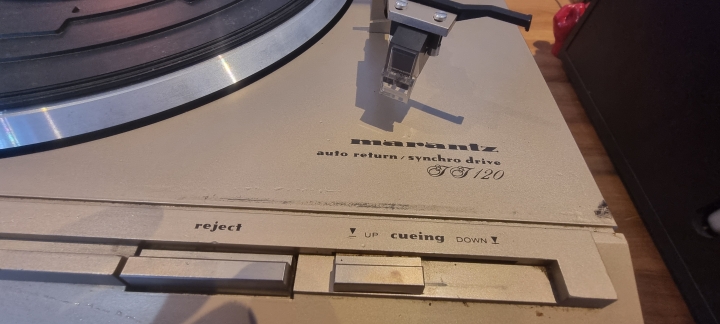 marantz
auto return/synchro drive
TT120
reject
UP cueing DOWN